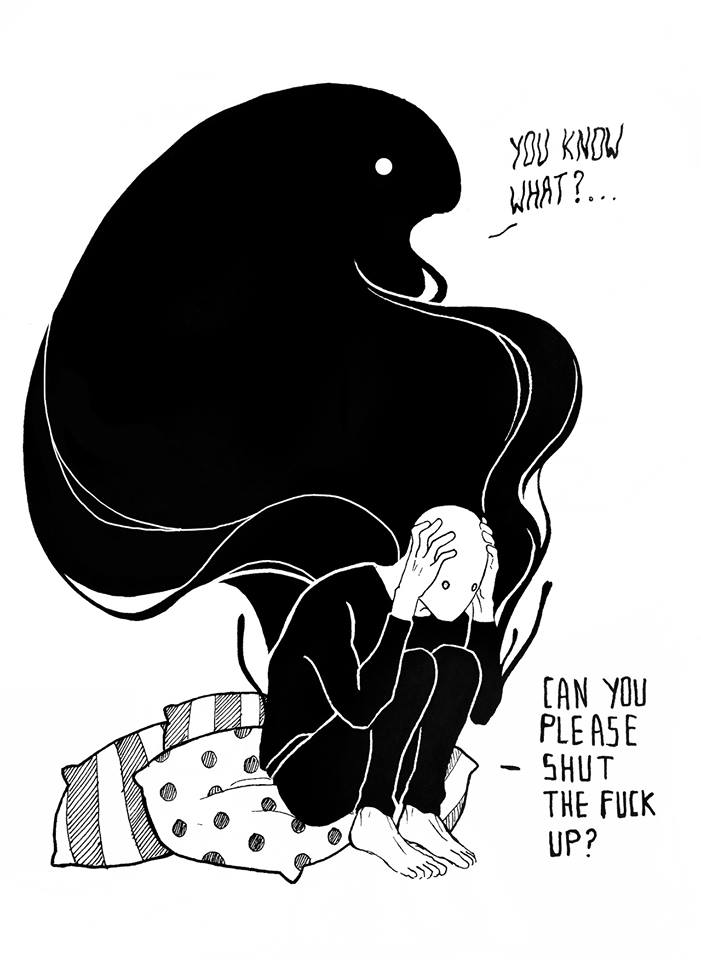 YOU KNOW
WHAT?...
CAN YOU
PLEASE
- SHUT
THE FUCK
UP?